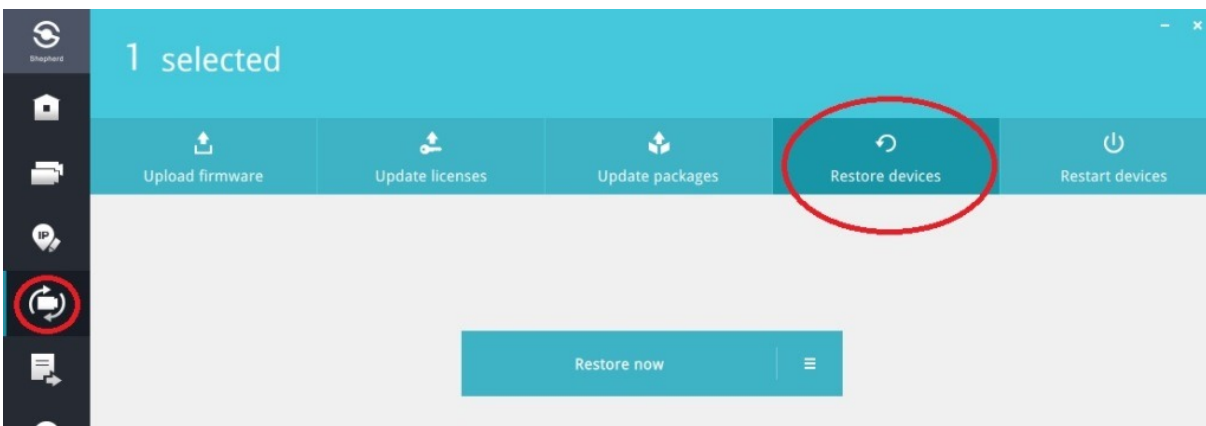 Shepherd
1 selected
Upload firmware
Update licenses
Update packages
Restore devices
Restart devices
IP
Restore now